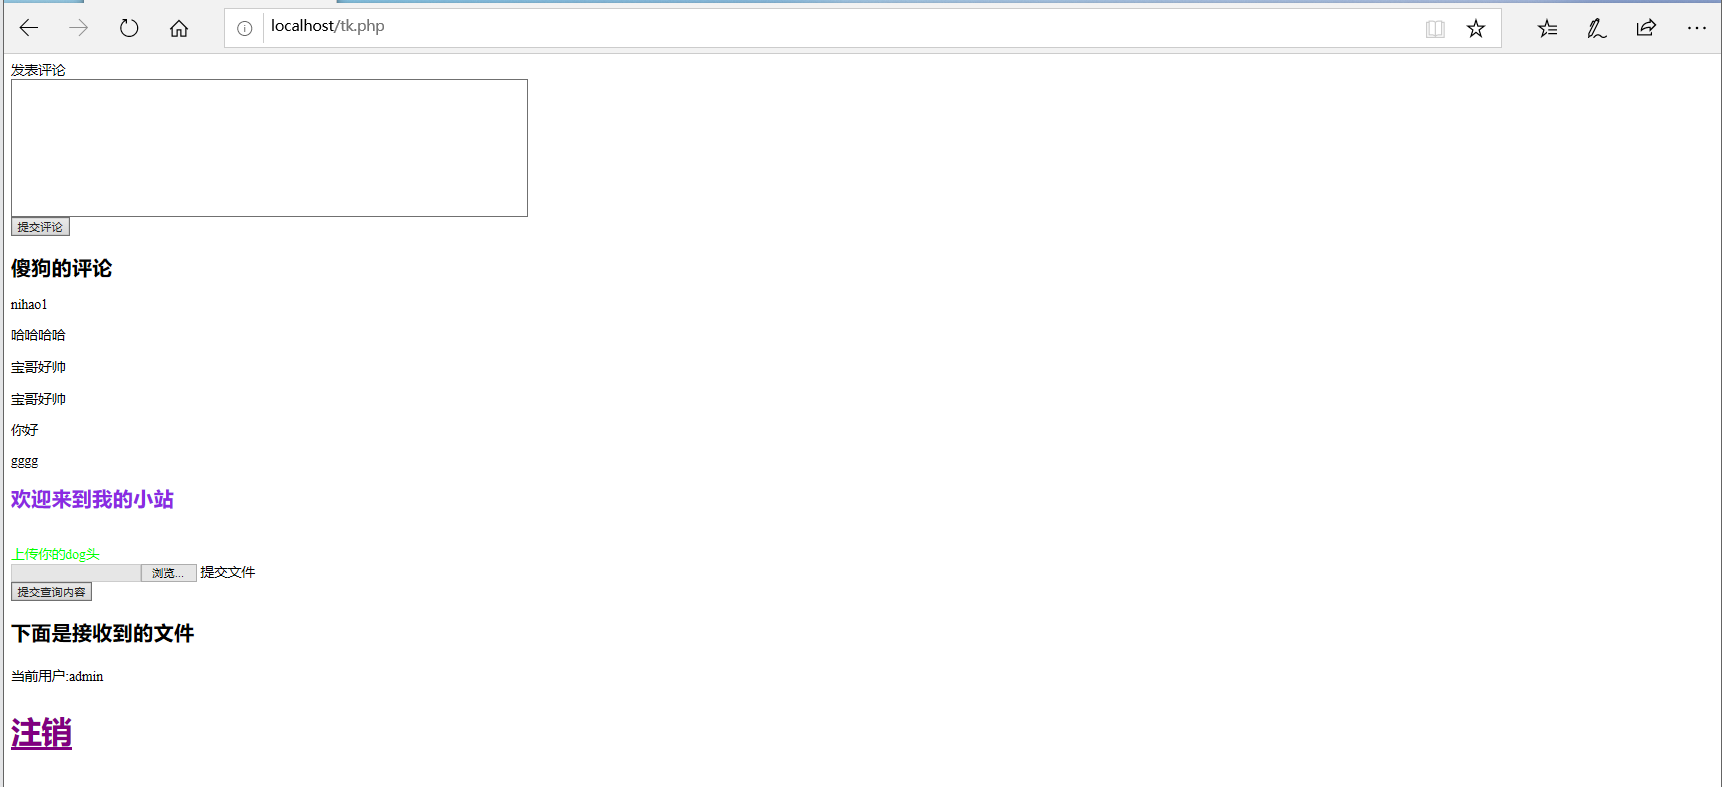 localhost/tk.php
发表评论
提交评论
傻狗的评论
nihao1
哈哈哈哈
宝哥好帅
宝哥好帅
你好
gggg
欢迎来到我的小站
上传你的dog头
浏览... 提交文件
提交查询内容
下面是接收到的文件
当前用户:admin
注销